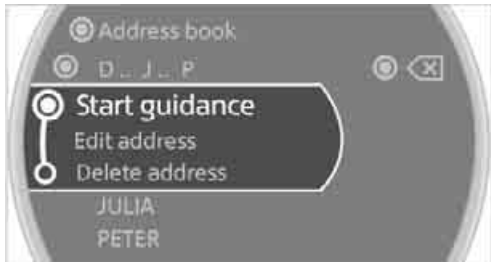 Address book
D .. J .. P
Start guidance
Edit address
Delete address
JULIA
PETER